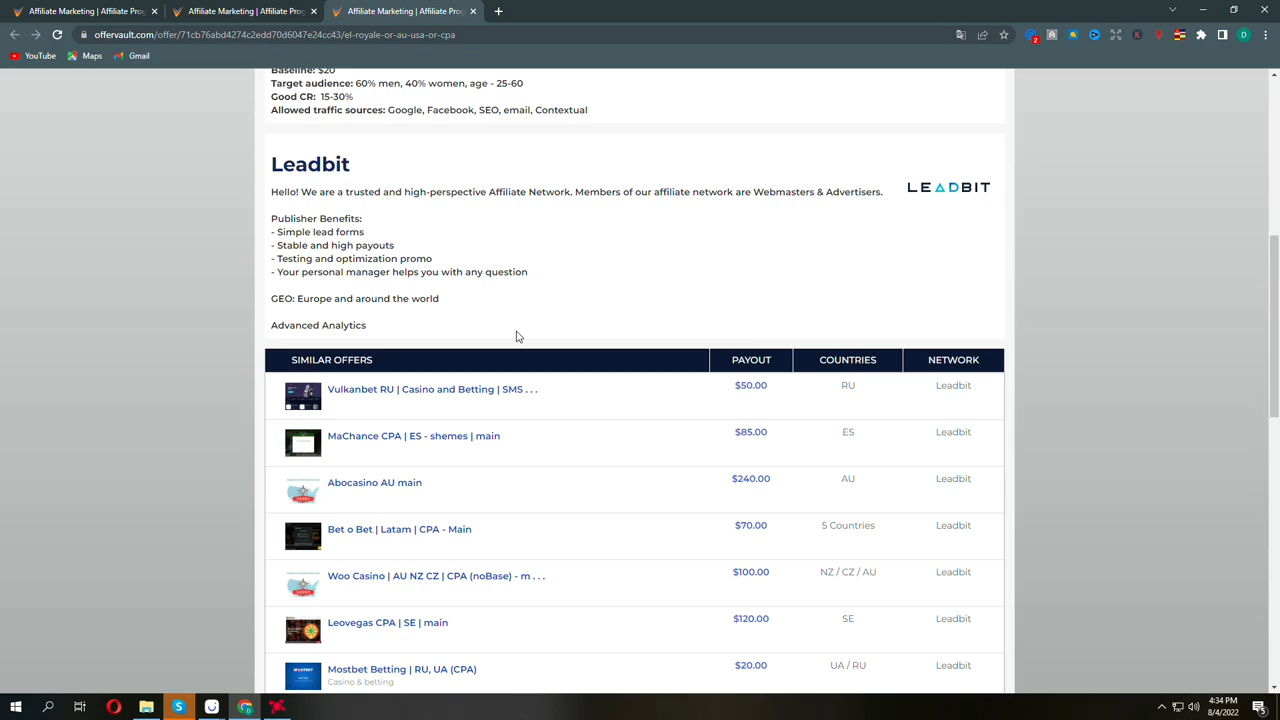 Affiliate Marketing | Affiliate Prog
Affiliate Marketing | Affiliate Prog
Affiliate Marketing | Affiliate Prog
offervault.com/offer/71cb76abd4274c2edd70d6047e24cc43/el-royale-or-au-usa-or-cpa
YouTube Maps Gmail
Baseline: $20
Target audience: 60% men, 40% women, age - 25-60
Good CR: 15-30%
Allowed traffic sources: Google, Facebook, SEO, email, Contextual
Leadbit
LEADBIT
Hello! We are a trusted and high-perspective Affiliate Network. Members of our affiliate network are Webmasters & Advertisers.
Publisher Benefits:
- Simple lead forms
- Stable and high payouts
- Testing and optimization promo
- Your personal manager helps you with any question
GEO: Europe and around the world
Advanced Analytics
SIMILAR OFFERS PAYOUT COUNTRIES NETWORK
Vulkanbet RU | Casino and Betting | SMS . . . $50.00 RU Leadbit
MaChance CPA | ES - shemes | main $85.00 ES Leadbit
Abocasino AU main $240.00 AU Leadbit
Bet o Bet | Latam | CPA - Main $70.00 5 Countries Leadbit
Woo Casino | AU NZ CZ | CPA (noBase) - m . . . $100.00 NZ / CZ / AU Leadbit
Leovegas CPA | SE | main $120.00 SE Leadbit
Mostbet Betting | RU, UA (CPA) $20.00 UA / RU Leadbit
Casino & betting
4:34 PM
8/4/2022